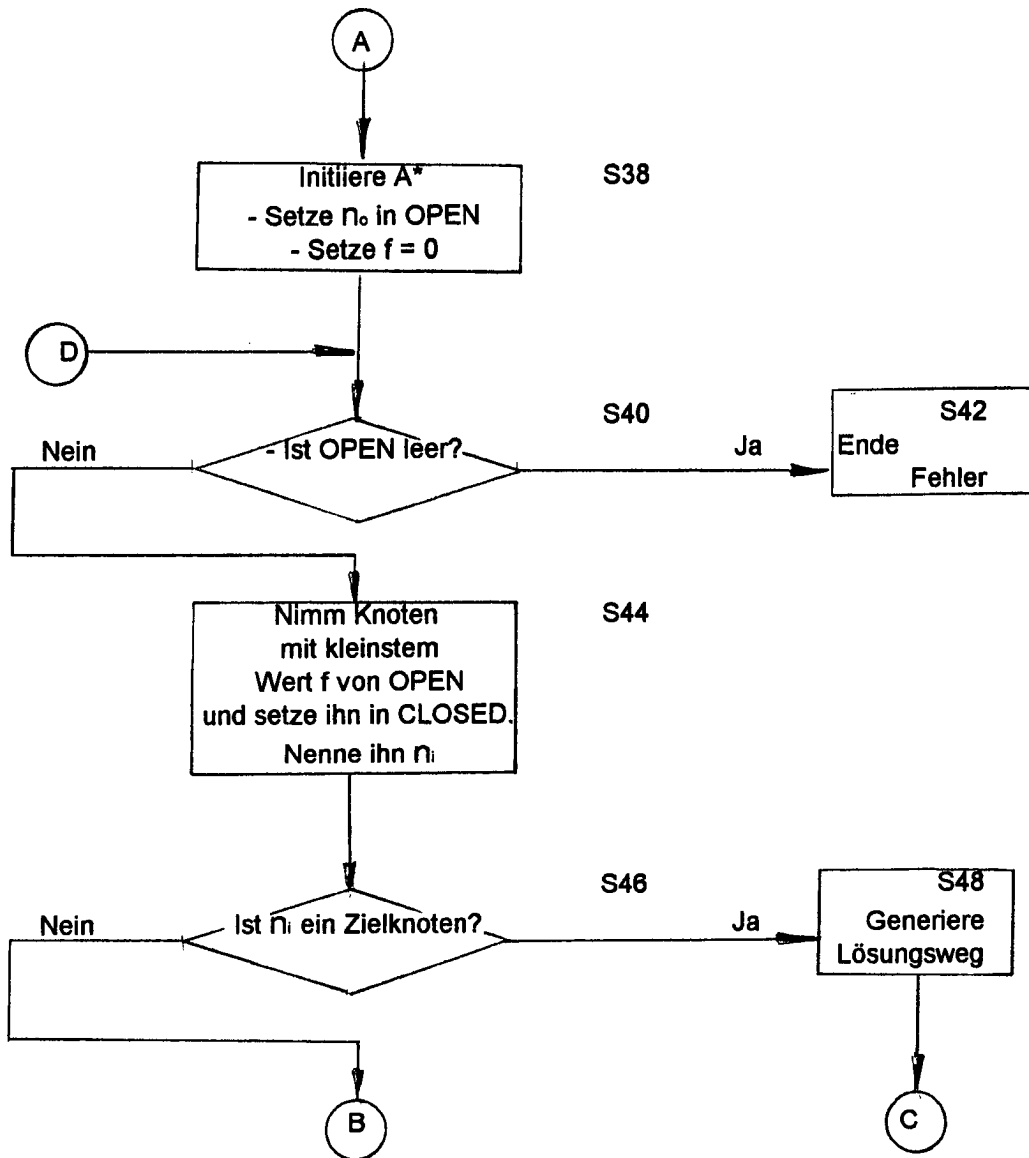 A
Initiiere A*
- Setze no in OPEN
- Setze f = 0
S38
D
- Ist OPEN leer?
S40
Nein
Ja
S42
Ende
Fehler
Nimm Knoten
mit kleinstem
Wert f von OPEN
und setze ihn in CLOSED.
Nenne ihn ni
S44
Ist ni ein Zielknoten?
S46
Nein
Ja
S48
Generiere
Lösungsweg
B
C